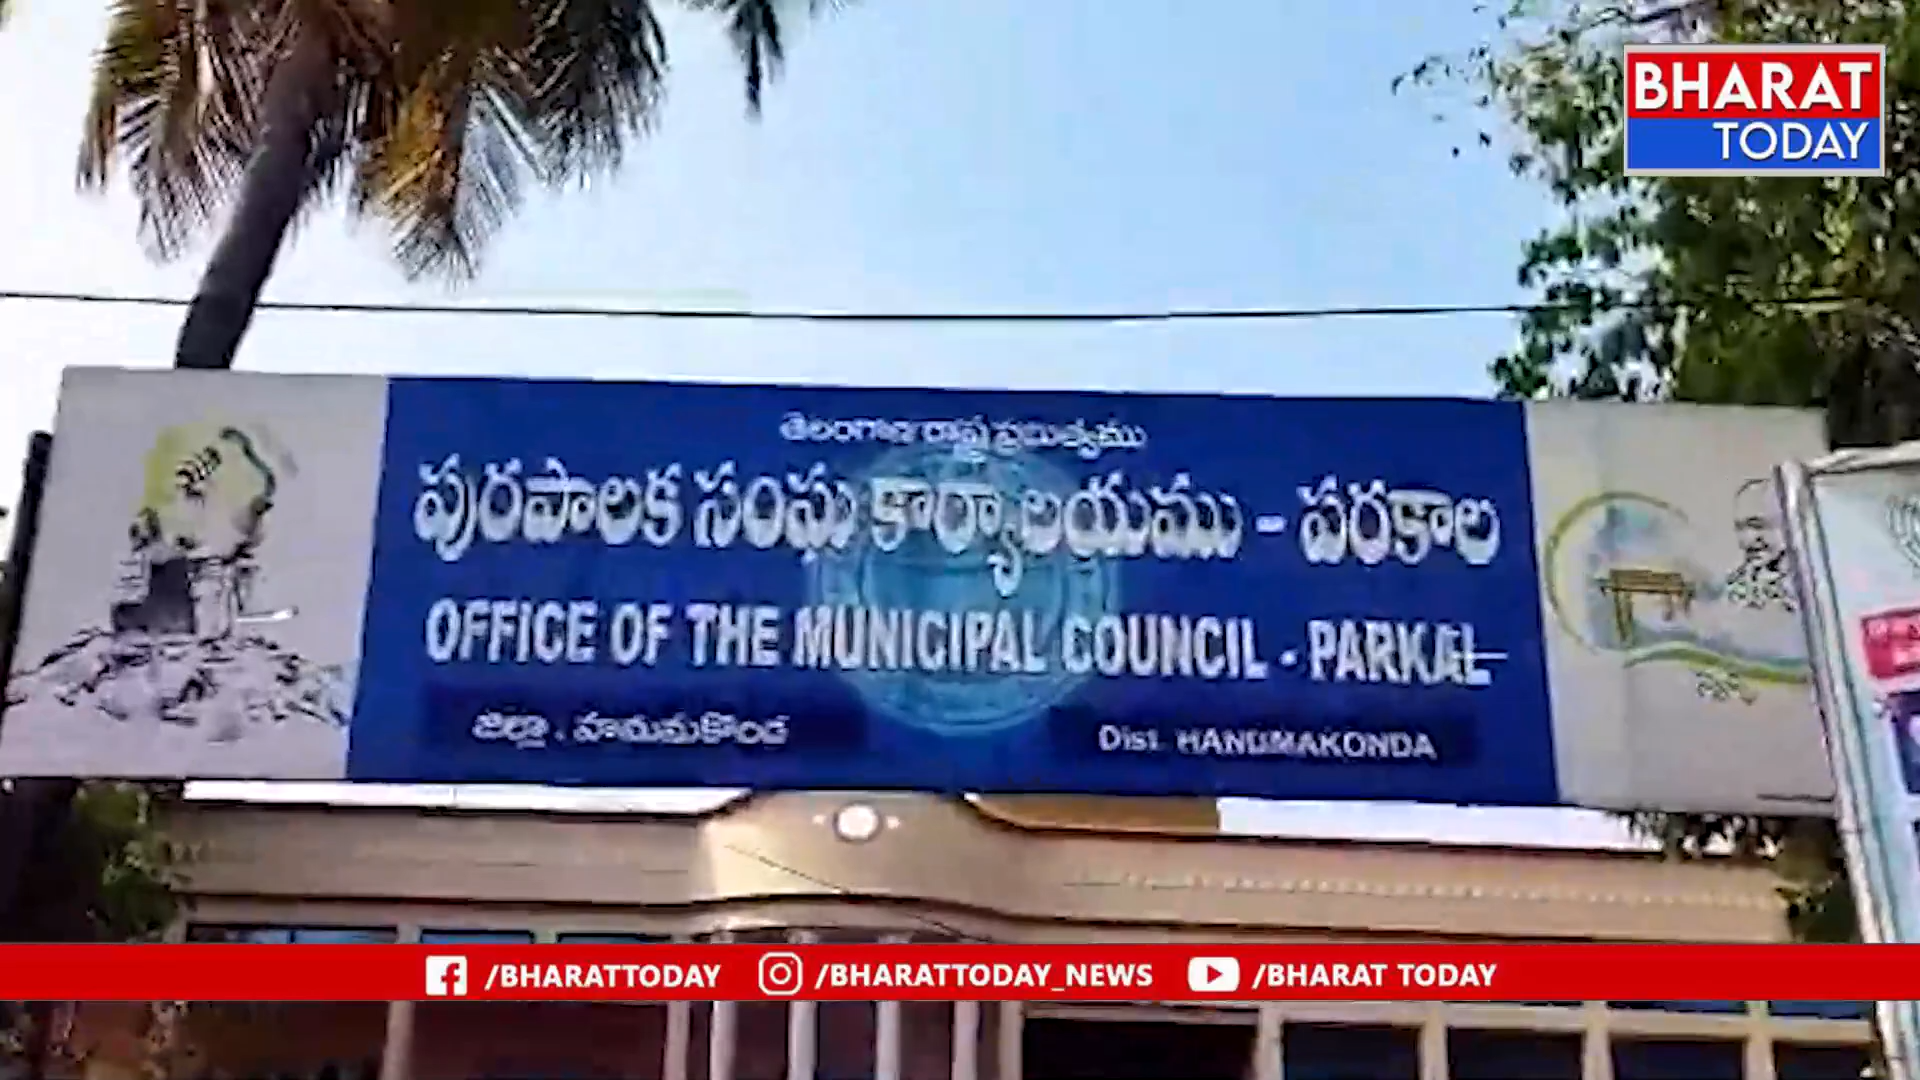 BHARAT
TODAY
తెలంగాణ రాష్ట్ర ప్రభుత్వము
పురపాలక సంఘ కార్యాలయము - పరకాల
OFFICE OF THE MUNICIPAL COUNCIL - PARKAL
జిల్లా. హనుమకొండ
Dist. HANUMAKONDA
/BHARATTODAY /BHARATTODAY_NEWS /BHARAT TODAY